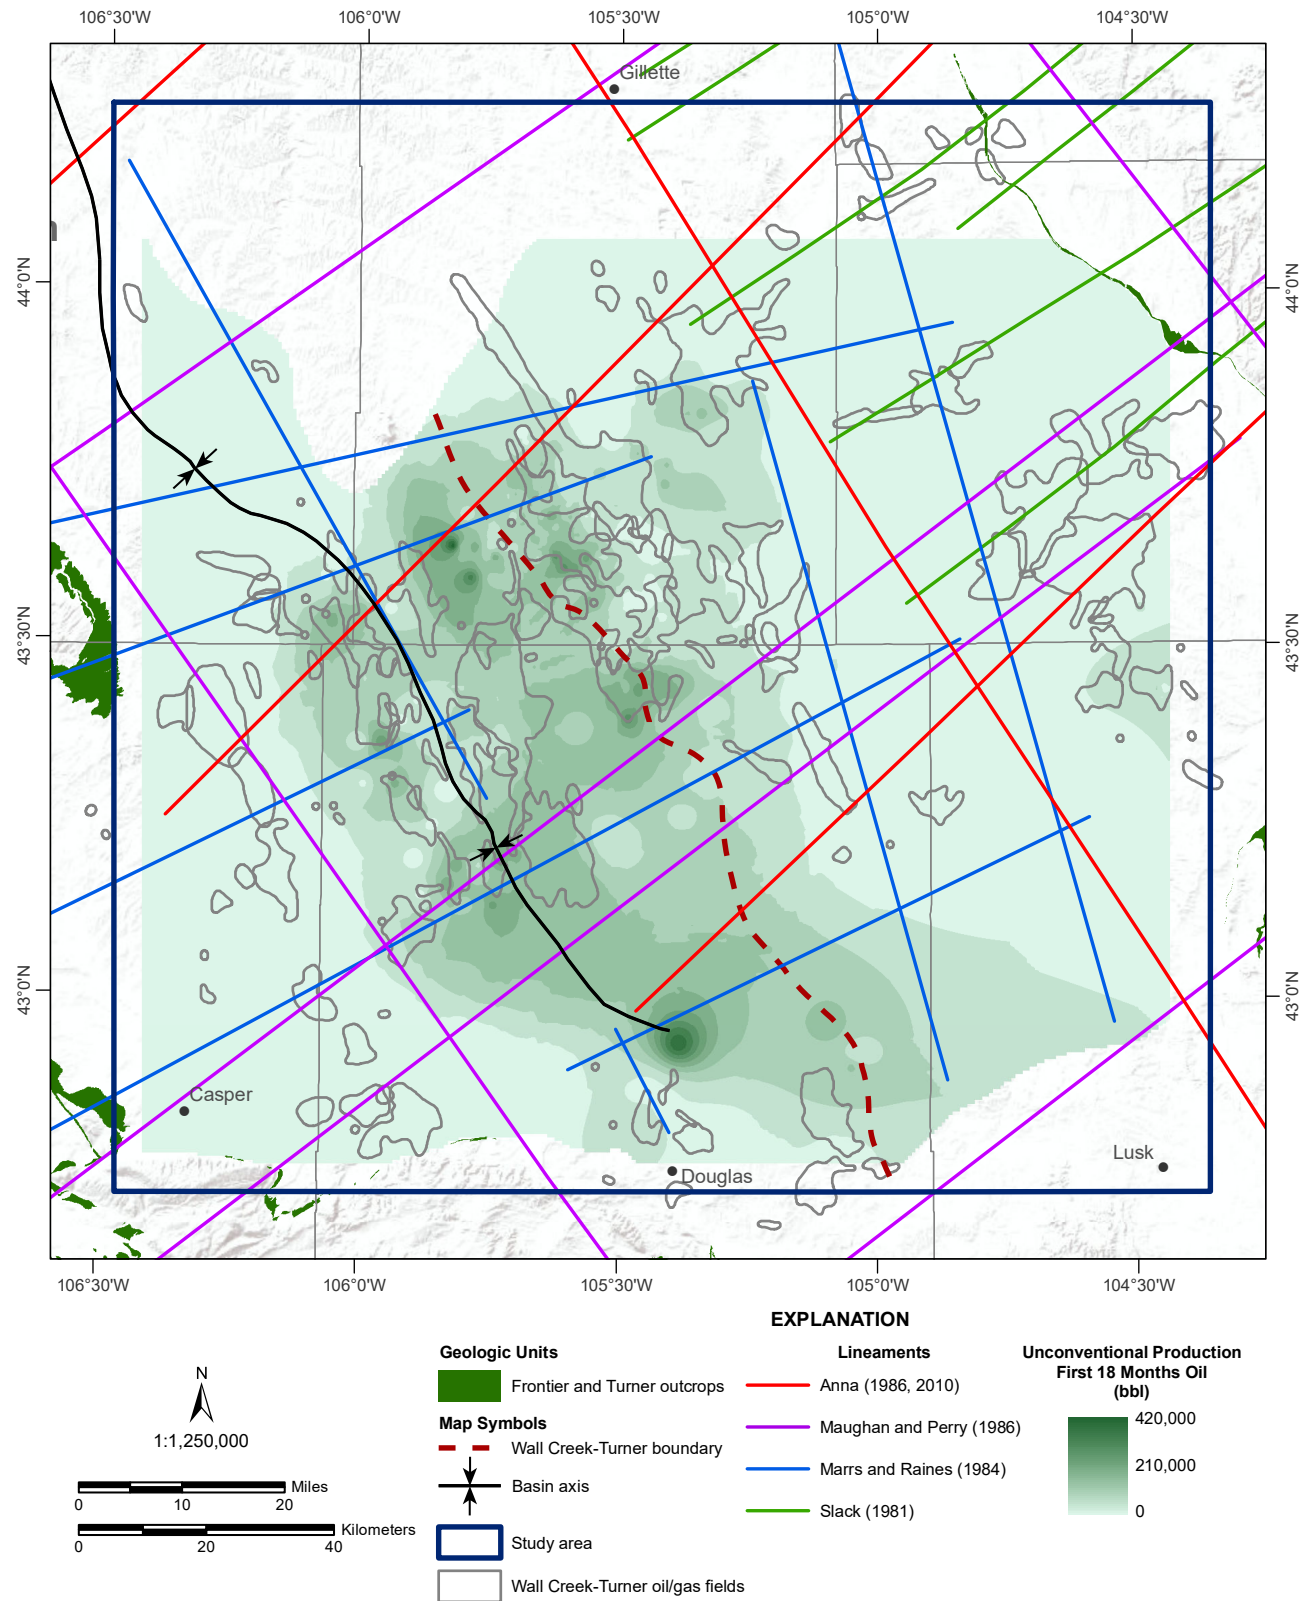 106°30'W 106°0'W 105°30'W 105°0'W 104°30'W
Gillette
n
44°0'N 44°0'N
43°30'N 43°30'N
43°0'N 43°0'N
Casper
Douglas
Lusk
106°30'W 106°0'W 105°30'W 105°0'W 104°30'W
EXPLANATION
N
1:1,250,000
Miles
0 10 20
Kilometers
0 20 40
Geologic Units
Frontier and Turner outcrops
Map Symbols
Wall Creek-Turner boundary
Basin axis
Study area
Wall Creek-Turner oil/gas fields
Lineaments
Anna (1986, 2010)
Maughan and Perry (1986)
Marrs and Raines (1984)
Slack (1981)
Unconventional Production
First 18 Months Oil
(bbl)
420,000
210,000
0